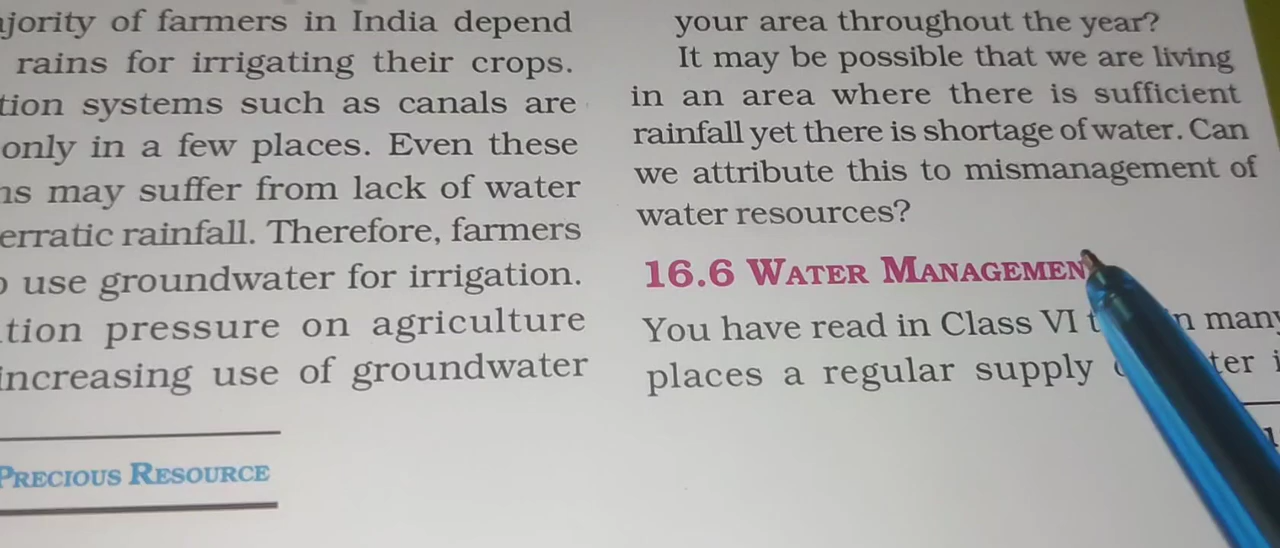 jority of farmers in India depend
rains for irrigating their crops.
tion systems such as canals are
only in a few places. Even these
ns may suffer from lack of water
erratic rainfall. Therefore, farmers
use groundwater for irrigation.
tion pressure on agriculture
increasing use of groundwater
PRECIOUS RESOURCE
your area throughout the year?
It may be possible that we are living
in an area where there is sufficient
rainfall yet there is shortage of water. Can
we attribute this to mismanagement of
water resources?
16.6 WATER MANAGEMEN
You have read in Class VI t n many
places a regular supply ter i